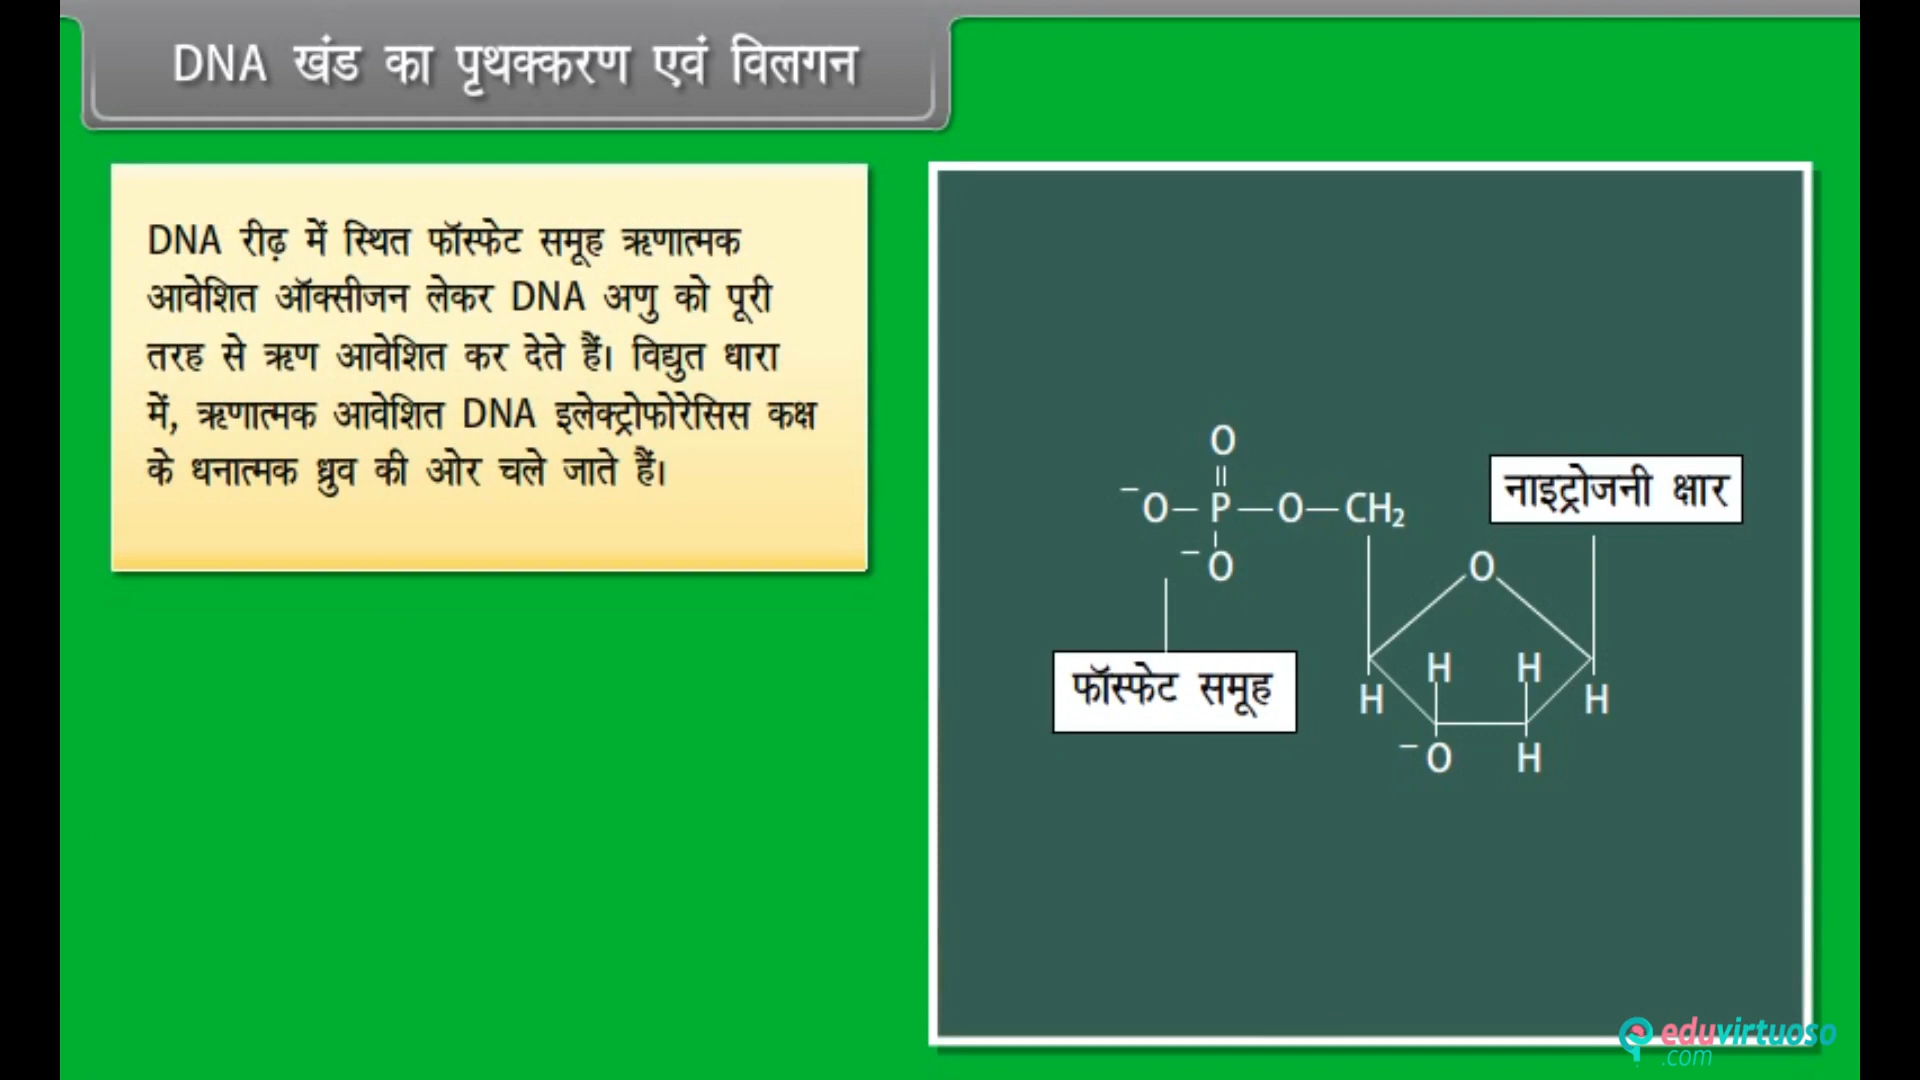 DNA खंड का पृथक्करण एवं विलगन
DNA रीढ़ में स्थित फॉस्फेट समूह ऋणात्मक
आवेशित ऑक्सीजन लेकर DNA अणु को पूरी
तरह से ऋण आवेशित कर देते हैं। विद्युत धारा
में, ऋणात्मक आवेशित DNA इलेक्ट्रोफोरेसिस कक्ष
के धनात्मक ध्रुव की ओर चले जाते हैं।
O
नाइट्रोजनी क्षार
⁻O—P—O—CH₂
⁻O
O
फॉस्फेट समूह
H H
H H
⁻O H
eduvirtuoso
.com